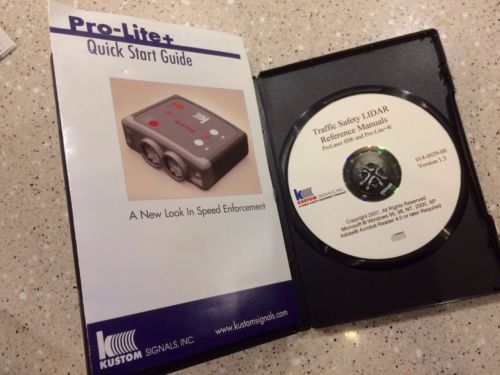 Pro-Lite+
Quick Start Guide
A New Look In Speed Enforcement
www.kustomsignals.com
KUSTOM
SIGNALS, INC
Traffic Safety LIDAR
Reference Manuals
ProLaser III® and Pro-Lite+®
014-0039-00
Version 1.3
KUSTOM
SIGNALS, INC.
Copyright 2007. All Rights Reserved.
Microsoft ® Windows 95, 98, NT, 2000, XP
Adobe® Acrobat Reader 4.0 or later Required